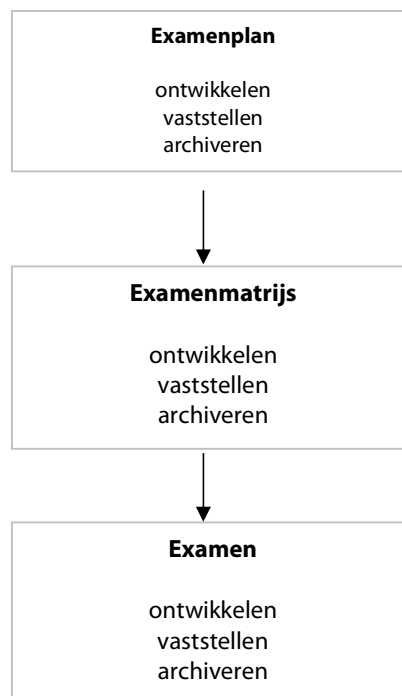 Examenplan
ontwikkelen
vaststellen
archiveren
Examenmatrijs
ontwikkelen
vaststellen
archiveren
Examen
ontwikkelen
vaststellen
archiveren